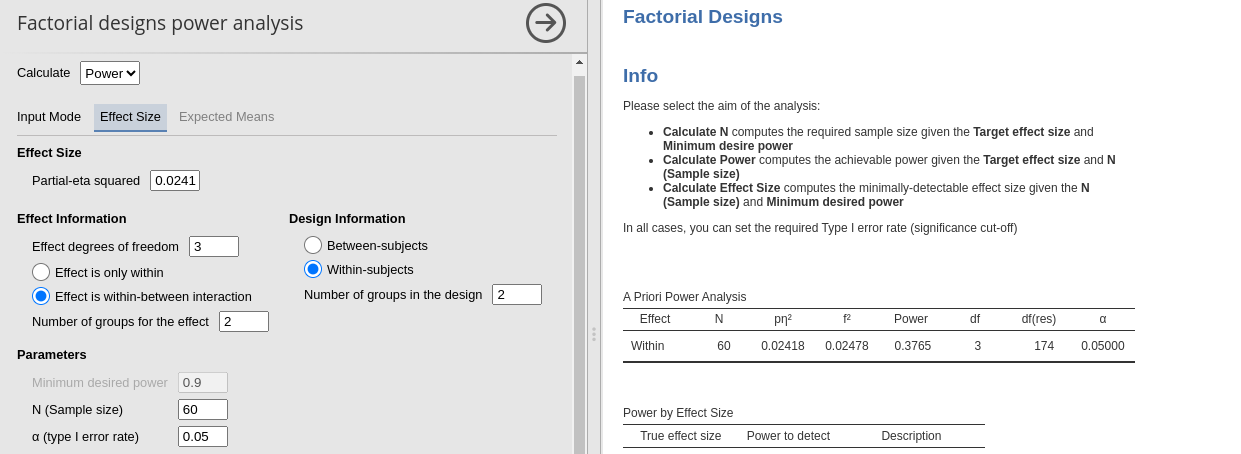 Factorial designs power analysis
Calculate Power
Input Mode Effect Size Expected Means
Effect Size
Partial-eta squared 0.0241
Effect Information
Effect degrees of freedom 3
Effect is only within
Effect is within-between interaction
Number of groups for the effect 2
Design Information
Between-subjects
Within-subjects
Number of groups in the design 2
Parameters
Minimum desired power 0.9
N (Sample size) 60
α (type I error rate) 0.05
Factorial Designs
Info
Please select the aim of the analysis:
• Calculate N computes the required sample size given the Target effect size and
Minimum desire power
• Calculate Power computes the achievable power given the Target effect size and N
(Sample size)
• Calculate Effect Size computes the minimally-detectable effect size given the N
(Sample size) and Minimum desired power
In all cases, you can set the required Type I error rate (significance cut-off)
A Priori Power Analysis
Effect N pη² f² Power df df(res) α
Within 60 0.02418 0.02478 0.3765 3 174 0.05000
Power by Effect Size
True effect size Power to detect Description